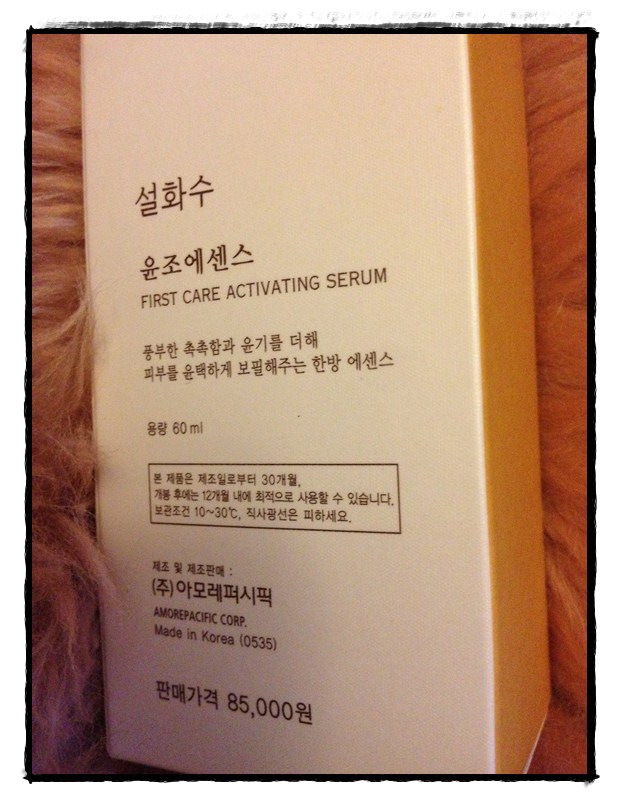 설화수
윤조에센스
FIRST CARE ACTIVATING SERUM
풍부한 촉촉함과 윤기를 더해
피부를 윤택하게 보필해주는 한방 에센스
용량 60 ml
본 제품은 제조일로부터 30개월,
개봉 후에는 12개월 내에 최적으로 사용할 수 있습니다.
보관조건 10~30℃, 직사광선은 피하세요.
제조 및 제조판매 :
(주)아모레퍼시픽
AMOREPACIFIC CORP.
Made in Korea (0535)
판매가격 85,000원